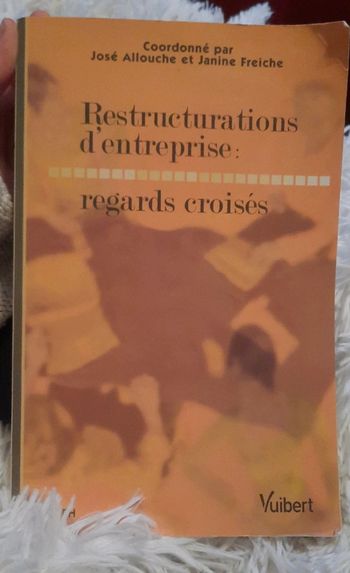 Coordonné par
José Allouche et Janine Freiche
Restructurations
d'entreprise :
regards croisés
Vuibert